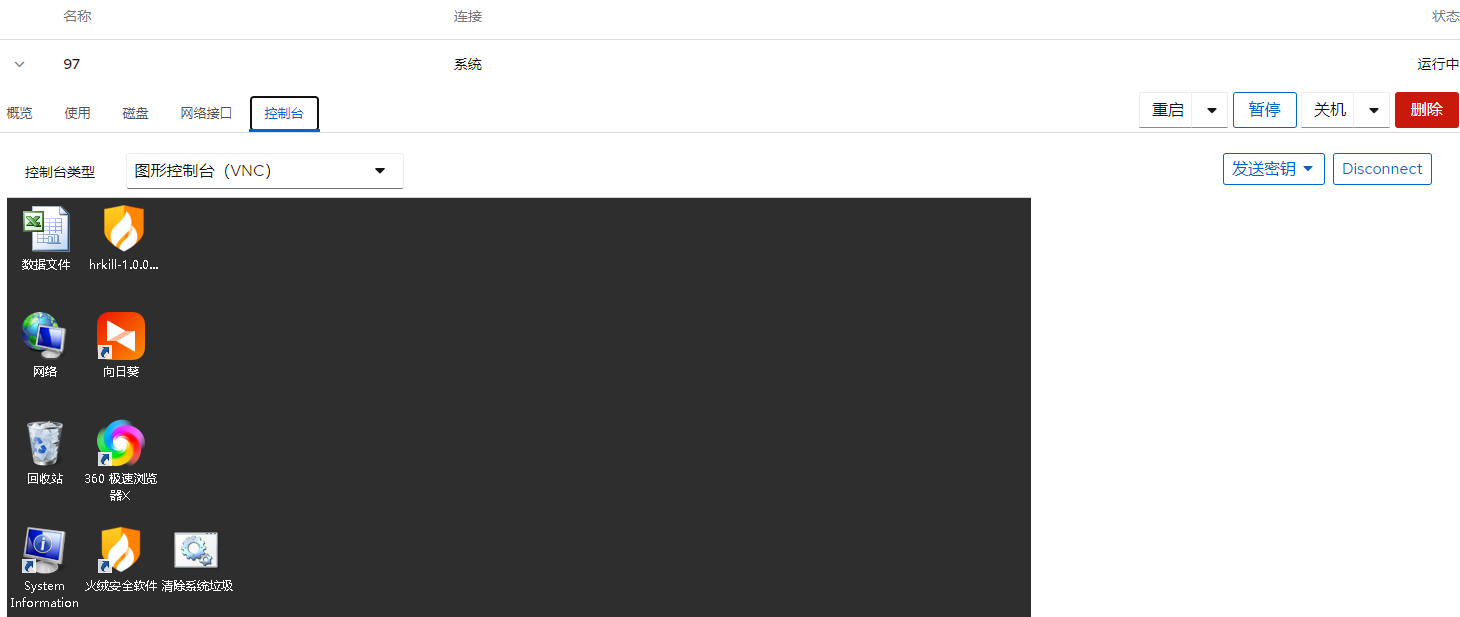 名称 连接 状态
97 系统 运行中
概览 使用 磁盘 网络接口 控制台 重启 暂停 关机 删除
控制台类型 图形控制台（VNC） 发送密钥 Disconnect
数据文件 hrkill-1.0.0...
网络 向日葵
回收站 360 极速浏览
器X
System 火绒安全软件 清除系统垃圾
Information